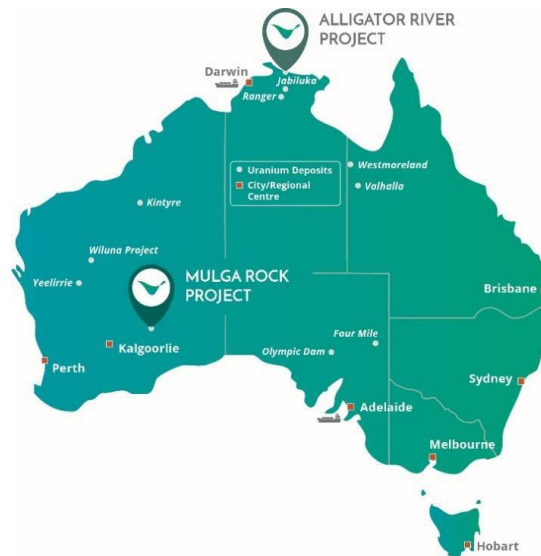 ALLIGATOR RIVER
PROJECT
Darwin
Jabiluka
Ranger
Uranium Deposits
City/Regional
Centre
Westmoreland
Valhalla
Kintyre
Wiluna Project
Yeelirrie
MULGA ROCK
PROJECT
Brisbane
Kalgoorlie
Perth
Four Mile
Olympic Dam
Sydney
Adelaide
Melbourne
Hobart